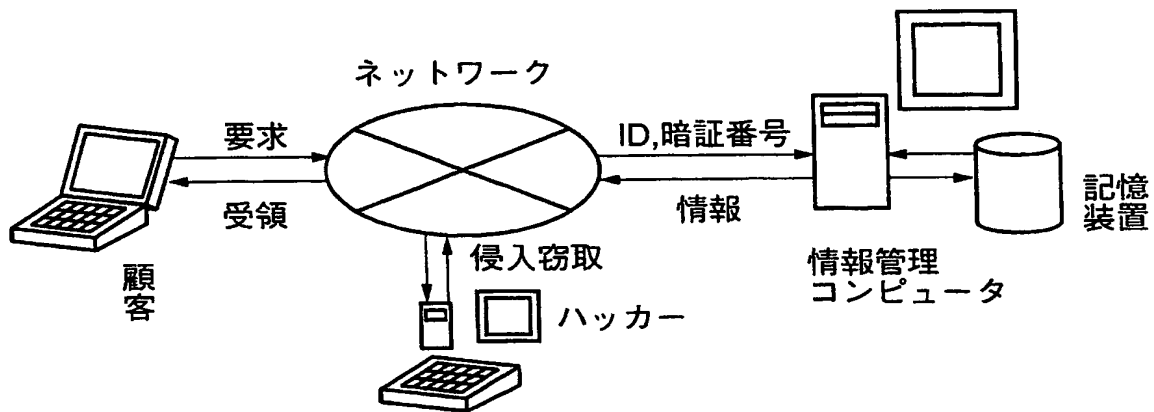 ネットワーク
要求
受領
ID,暗証番号
情報
記憶
装置
侵入窃取
顧
客
ハッカー
情報管理
コンピュータ